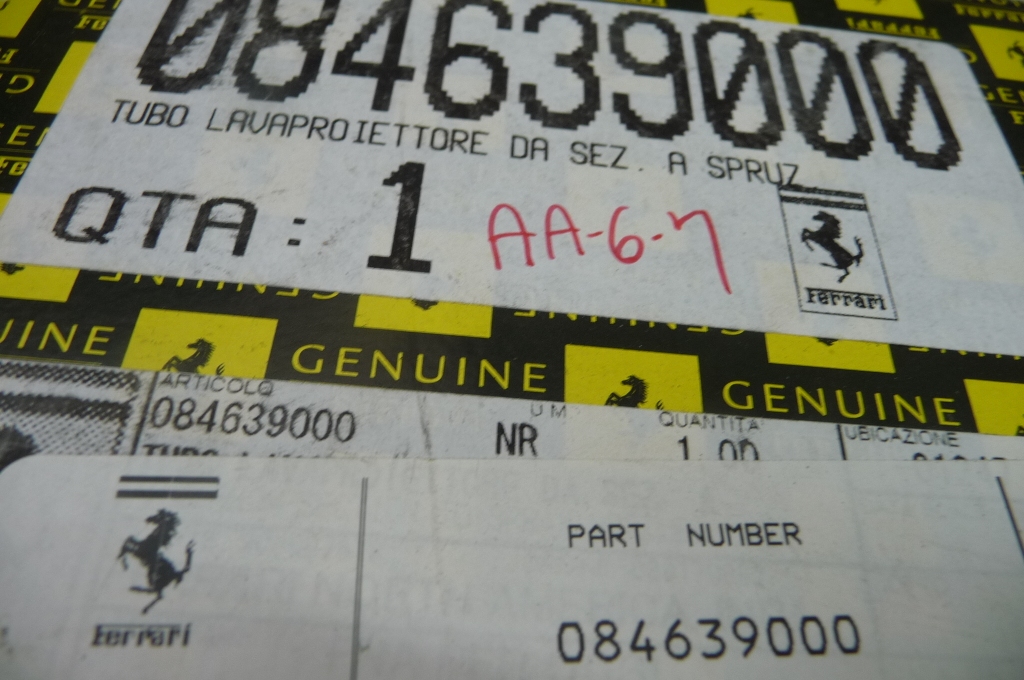 084639000
TUBO LAVAPROIETTORE DA SEZ. A SPRUZ
QTA: 1 AA-6-7
Ferrari
GENUINE GENUINE
ARTICOLO UM QUANTITA' UBICAZIONE
084639000 NR 1.00
TUBO
PART NUMBER
Ferrari
084639000